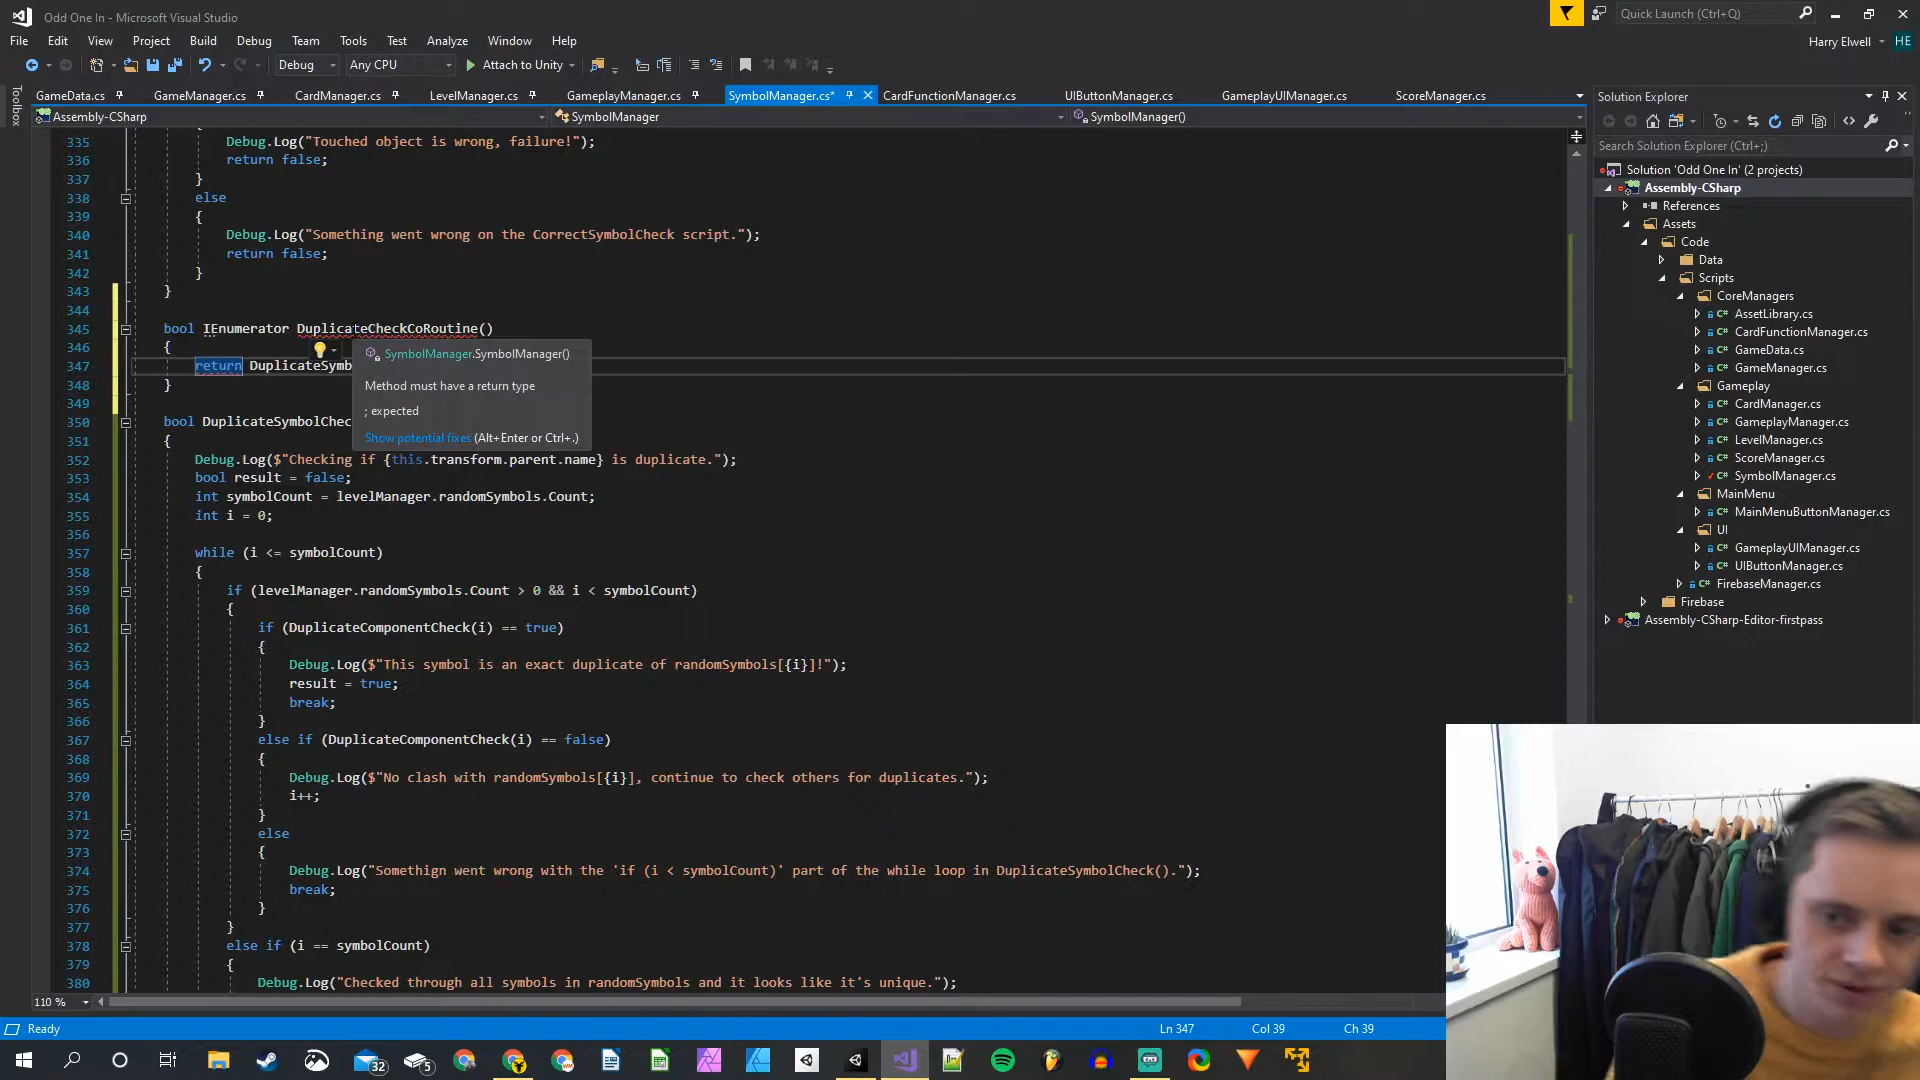 Odd One In - Microsoft Visual Studio
Quick Launch (Ctrl+Q)
File Edit View Project Build Debug Team Tools Test Analyze Window Help
Harry Elwell HE
Debug Any CPU Attach to Unity
Toolbox
GameData.cs GameManager.cs CardManager.cs LevelManager.cs GameplayManager.cs SymbolManager.cs* CardFunctionManager.cs UIButtonManager.cs GameplayUIManager.cs ScoreManager.cs
Assembly-CSharp SymbolManager SymbolManager()
335 Debug.Log("Touched object is wrong, failure!");
336 return false;
337 }
338 else
339 {
340 Debug.Log("Something went wrong on the CorrectSymbolCheck script.");
341 return false;
342 }
343 }
344
345 bool IEnumerator DuplicateCheckCoRoutine()
346 {
347 return DuplicateSymb
348 }
349
350 bool DuplicateSymbolChec
351 {
352 Debug.Log($"Checking if {this.transform.parent.name} is duplicate.");
353 bool result = false;
354 int symbolCount = levelManager.randomSymbols.Count;
355 int i = 0;
356
357 while (i <= symbolCount)
358 {
359 if (levelManager.randomSymbols.Count > 0 && i < symbolCount)
360 {
361 if (DuplicateComponentCheck(i) == true)
362 {
363 Debug.Log($"This symbol is an exact duplicate of randomSymbols[{i}]!");
364 result = true;
365 break;
366 }
367 else if (DuplicateComponentCheck(i) == false)
368 {
369 Debug.Log($"No clash with randomSymbols[{i}], continue to check others for duplicates.");
370 i++;
371 }
372 else
373 {
374 Debug.Log("Somethign went wrong with the 'if (i < symbolCount)' part of the while loop in DuplicateSymbolCheck().");
375 break;
376 }
377 }
378 else if (i == symbolCount)
379 {
380 Debug.Log("Checked through all symbols in randomSymbols and it looks like it's unique.");
SymbolManager.SymbolManager()
Method must have a return type
; expected
Show potential fixes (Alt+Enter or Ctrl+.)
110 %
Solution Explorer
Search Solution Explorer (Ctrl+;)
Solution 'Odd One In' (2 projects)
Assembly-CSharp
References
Assets
Code
Data
Scripts
CoreManagers
AssetLibrary.cs
CardFunctionManager.cs
GameData.cs
GameManager.cs
Gameplay
CardManager.cs
GameplayManager.cs
LevelManager.cs
ScoreManager.cs
SymbolManager.cs
MainMenu
MainMenuButtonManager.cs
UI
GameplayUIManager.cs
UIButtonManager.cs
FirebaseManager.cs
Firebase
Assembly-CSharp-Editor-firstpass
Ready Ln 347 Col 39 Ch 39
32 5